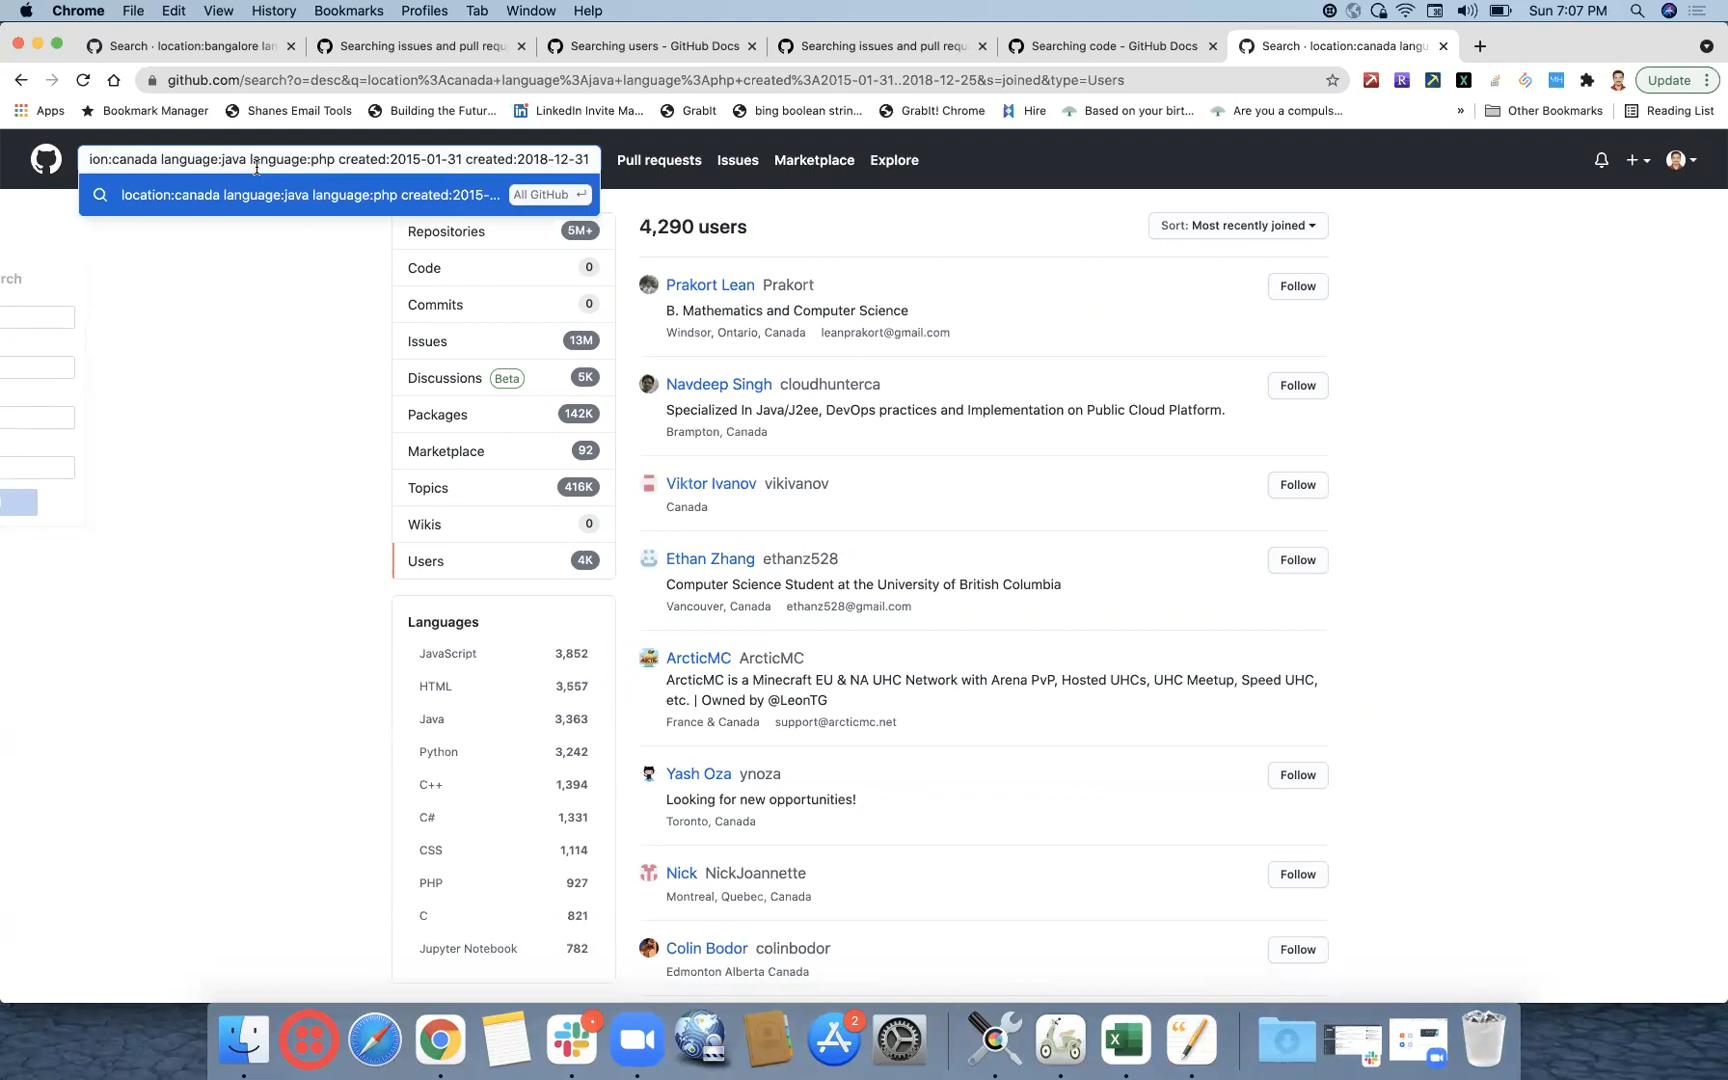 Chrome File Edit View History Bookmarks Profiles Tab Window Help Sun 7:07 PM
Search · location:bangalore lan
Searching issues and pull requ
Searching users - GitHub Docs
Searching issues and pull requ
Searching code - GitHub Docs
Search · location:canada langu
github.com/search?o=desc&q=location%3Acanada+language%3Ajava+language%3Aphp+created%3A2015-01-31..2018-12-25&s=joined&type=Users
Update
Apps Bookmark Manager Shanes Email Tools Building the Futur... LinkedIn Invite Ma... GrabIt bing boolean strin... GrabIt! Chrome Hire Based on your birt... Are you a compuls... » Other Bookmarks Reading List
ion:canada language:java language:php created:2015-01-31 created:2018-12-31
Pull requests Issues Marketplace Explore
location:canada language:java language:php created:2015-... All GitHub
rch
Repositories 5M+
Code 0
Commits 0
Issues 13M
Discussions Beta 5K
Packages 142K
Marketplace 92
Topics 416K
Wikis 0
Users 4K
Languages
JavaScript 3,852
HTML 3,557
Java 3,363
Python 3,242
C++ 1,394
C# 1,331
CSS 1,114
PHP 927
C 821
Jupyter Notebook 782
4,290 users
Sort: Most recently joined
Prakort Lean Prakort
Follow
B. Mathematics and Computer Science
Windsor, Ontario, Canada leanprakort@gmail.com
Navdeep Singh cloudhunterca
Follow
Specialized In Java/J2ee, DevOps practices and Implementation on Public Cloud Platform.
Brampton, Canada
Viktor Ivanov vikivanov
Follow
Canada
Ethan Zhang ethanz528
Follow
Computer Science Student at the University of British Columbia
Vancouver, Canada ethanz528@gmail.com
ArcticMC ArcticMC
ArcticMC is a Minecraft EU & NA UHC Network with Arena PvP, Hosted UHCs, UHC Meetup, Speed UHC,
etc. | Owned by @LeonTG
France & Canada support@arcticmc.net
Yash Oza ynoza
Follow
Looking for new opportunities!
Toronto, Canada
Nick NickJoannette
Follow
Montreal, Quebec, Canada
Colin Bodor colinbodor
Follow
Edmonton Alberta Canada
2